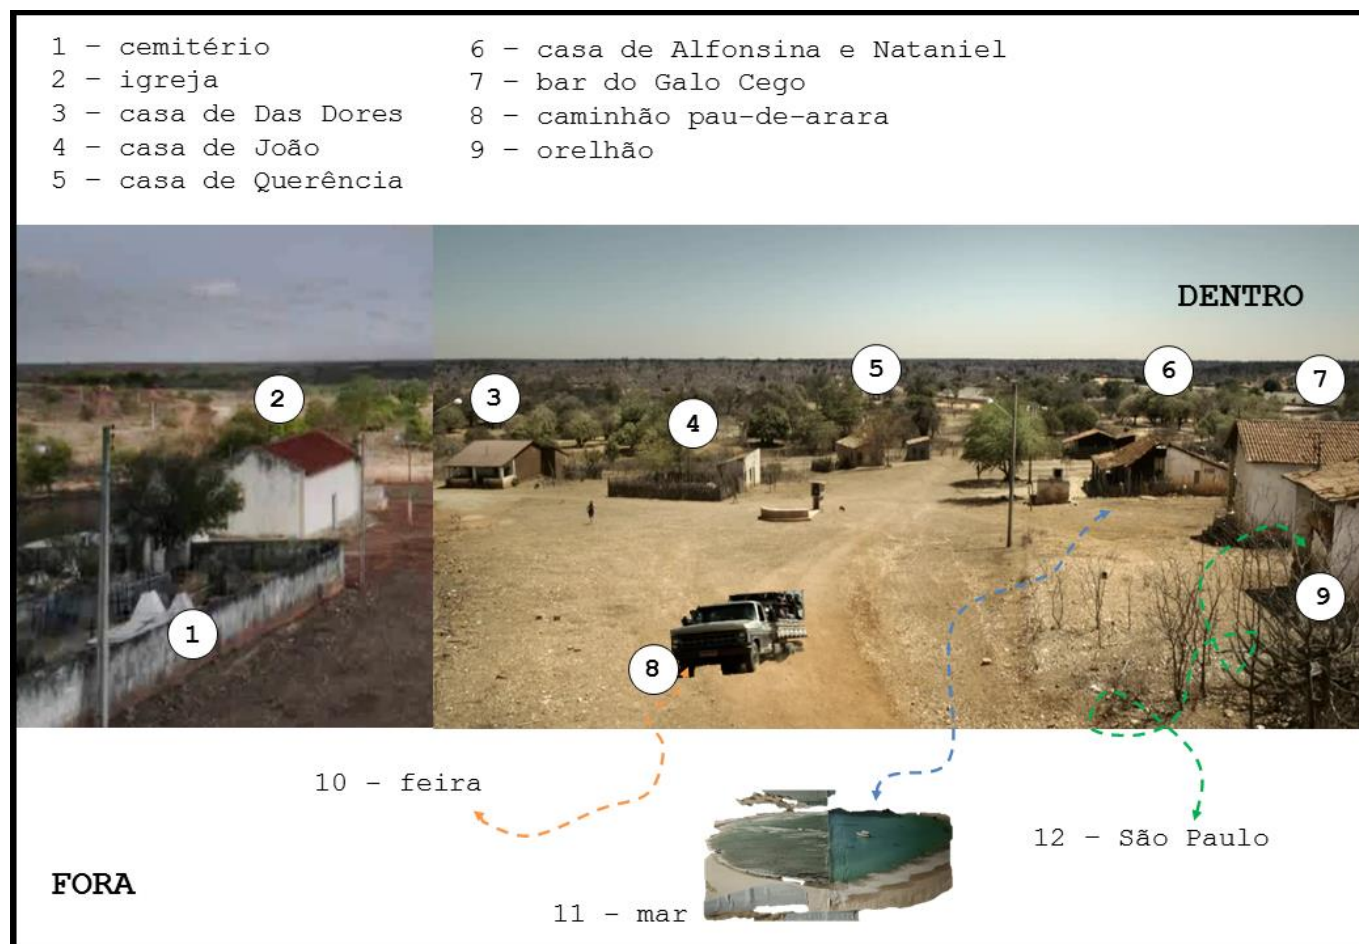 1 – cemitério
2 – igreja
3 – casa de Das Dores
4 – casa de João
5 – casa de Querência
6 – casa de Alfonsina e Nataniel
7 – bar do Galo Cego
8 – caminhão pau-de-arara
9 – orelhão
DENTRO
5
6
7
3
2
4
9
1
8
10 – feira
12 – São Paulo
FORA
11 – mar